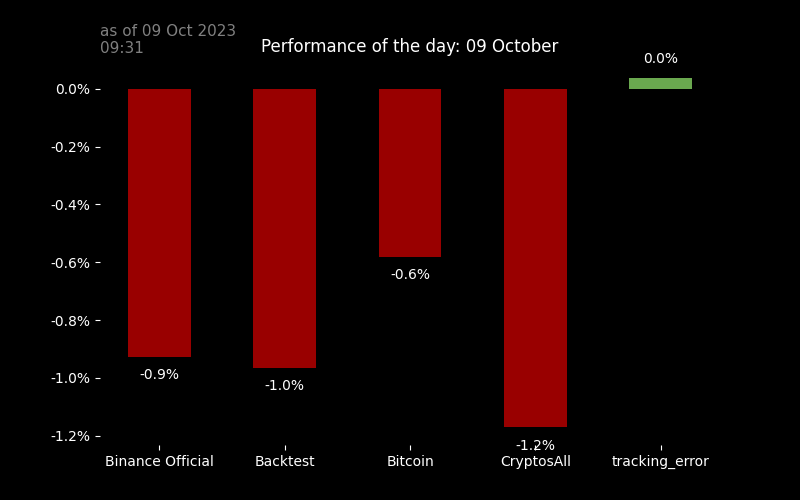 as of 09 Oct 2023
09:31
Performance of the day: 09 October
0.0%
0.0%
-0.2%
-0.4%
-0.6%
-0.8%
-1.0%
-1.2%
-0.9%
-1.0%
-0.6%
-1.2%
Binance Official
Backtest
Bitcoin
CryptosAll
tracking_error